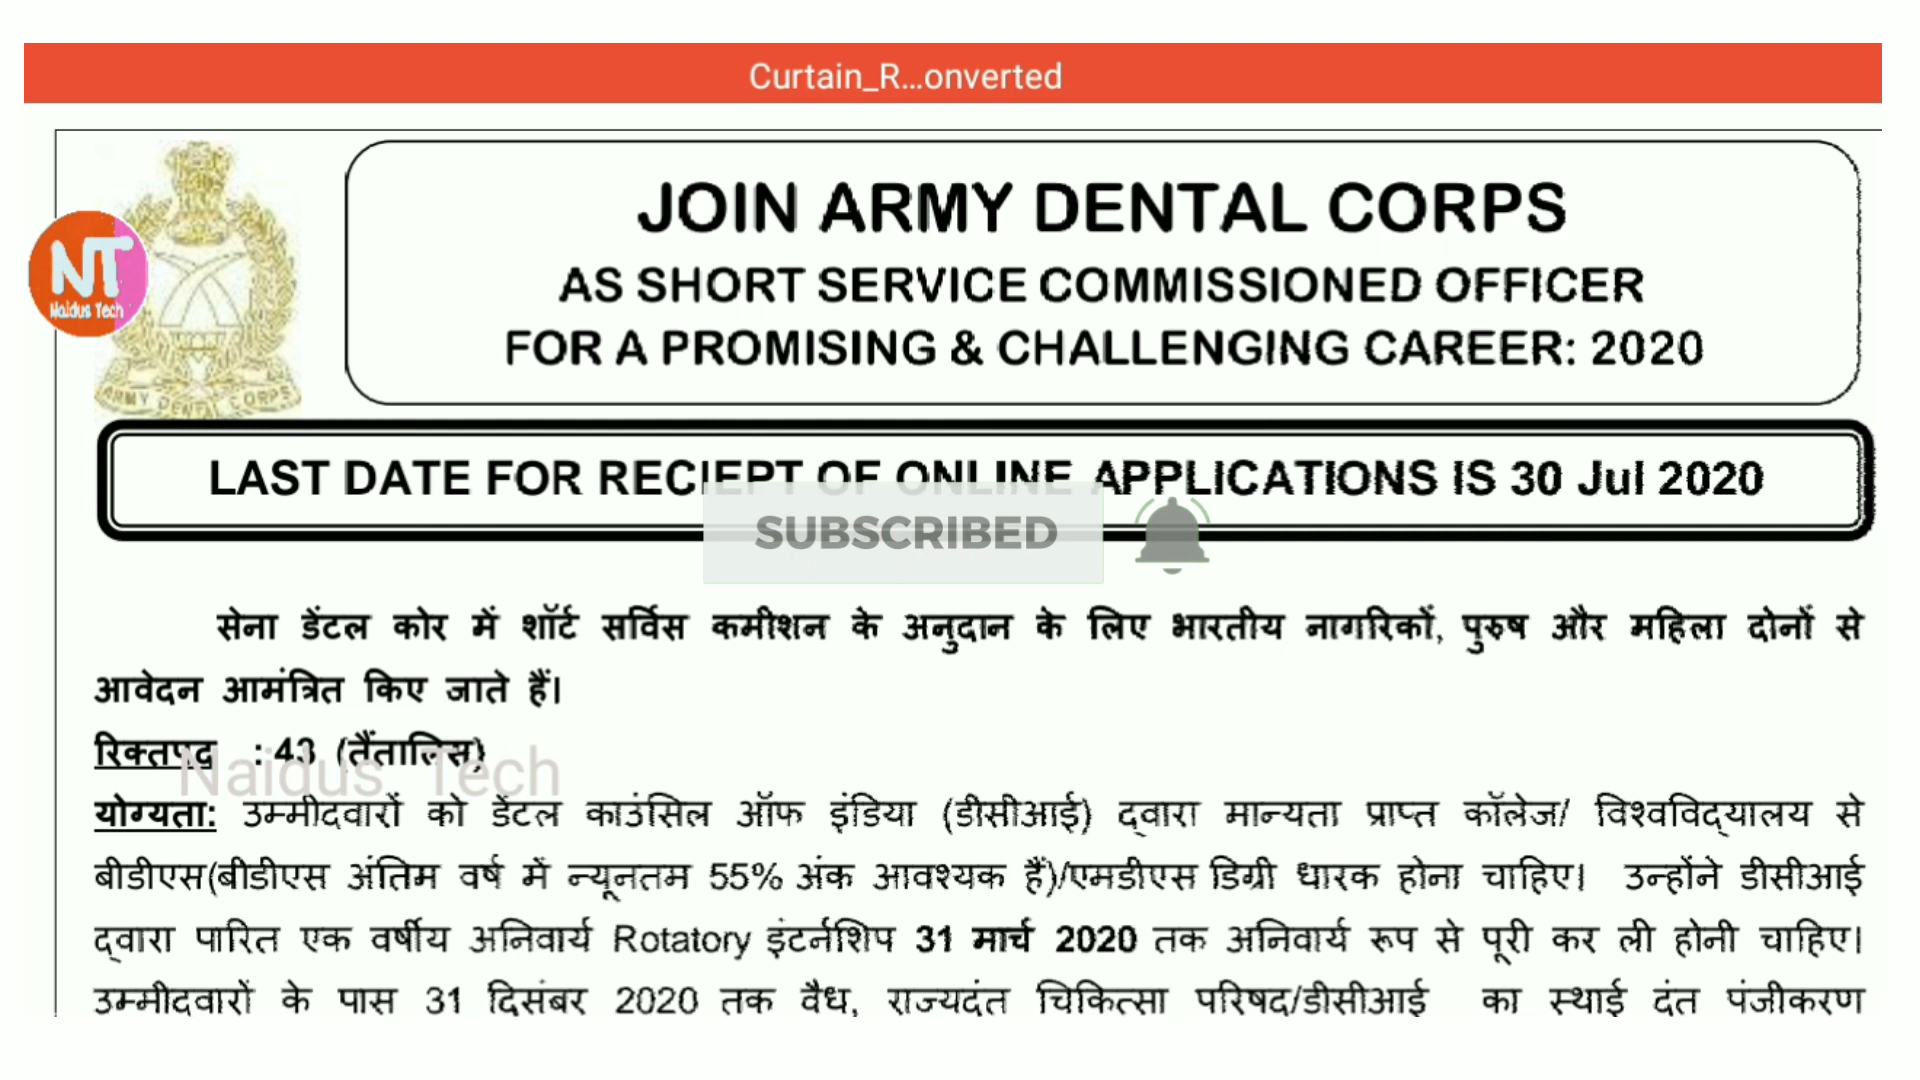 Curtain_R...onverted
JOIN ARMY DENTAL CORPS
AS SHORT SERVICE COMMISSIONED OFFICER
FOR A PROMISING & CHALLENGING CAREER: 2020
NT
Naidus Tech
ARMY DENTAL CORPS
LAST DATE FOR RECIEPT OF ONLINE APPLICATIONS IS 30 Jul 2020
SUBSCRIBED
सेना डेंटल कोर में शॉर्ट सर्विस कमीशन के अनुदान के लिए भारतीय नागरिकों, पुरुष और महिला दोनों से
आवेदन आमंत्रित किए जाते हैं।
रिक्तपद : 43 (तैंतालिस)
Naidus Tech
योग्यता: उम्मीदवारों को डेंटल काउंसिल ऑफ इंडिया (डीसीआई) द्वारा मान्यता प्राप्त कॉलेज/ विश्वविद्यालय से
बीडीएस(बीडीएस अंतिम वर्ष में न्यूनतम 55% अंक आवश्यक हैं)/एमडीएस डिग्री धारक होना चाहिए। उन्होंने डीसीआई
द्वारा पारित एक वर्षीय अनिवार्य Rotatory इंटर्नशिप 31 मार्च 2020 तक अनिवार्य रूप से पूरी कर ली होनी चाहिए।
उम्मीदवारों के पास 31 दिसंबर 2020 तक वैध, राज्यदंत चिकित्सा परिषद/डीसीआई का स्थाई दंत पंजीकरण